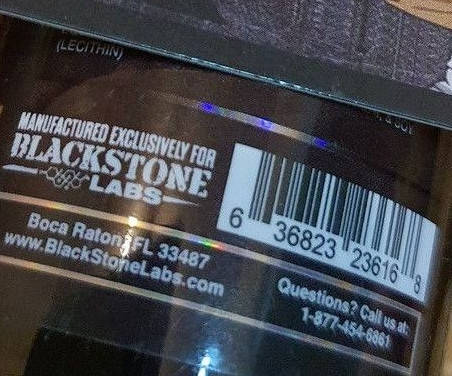 (LECITHIN)
& SOY
MANUFACTURED EXCLUSIVELY FOR
BLACKSTONE
LABS
Boca Raton, FL 33487
www.BlackStoneLabs.com
6 36823 23616 8
Questions? Call us at:
1-877-454-6861